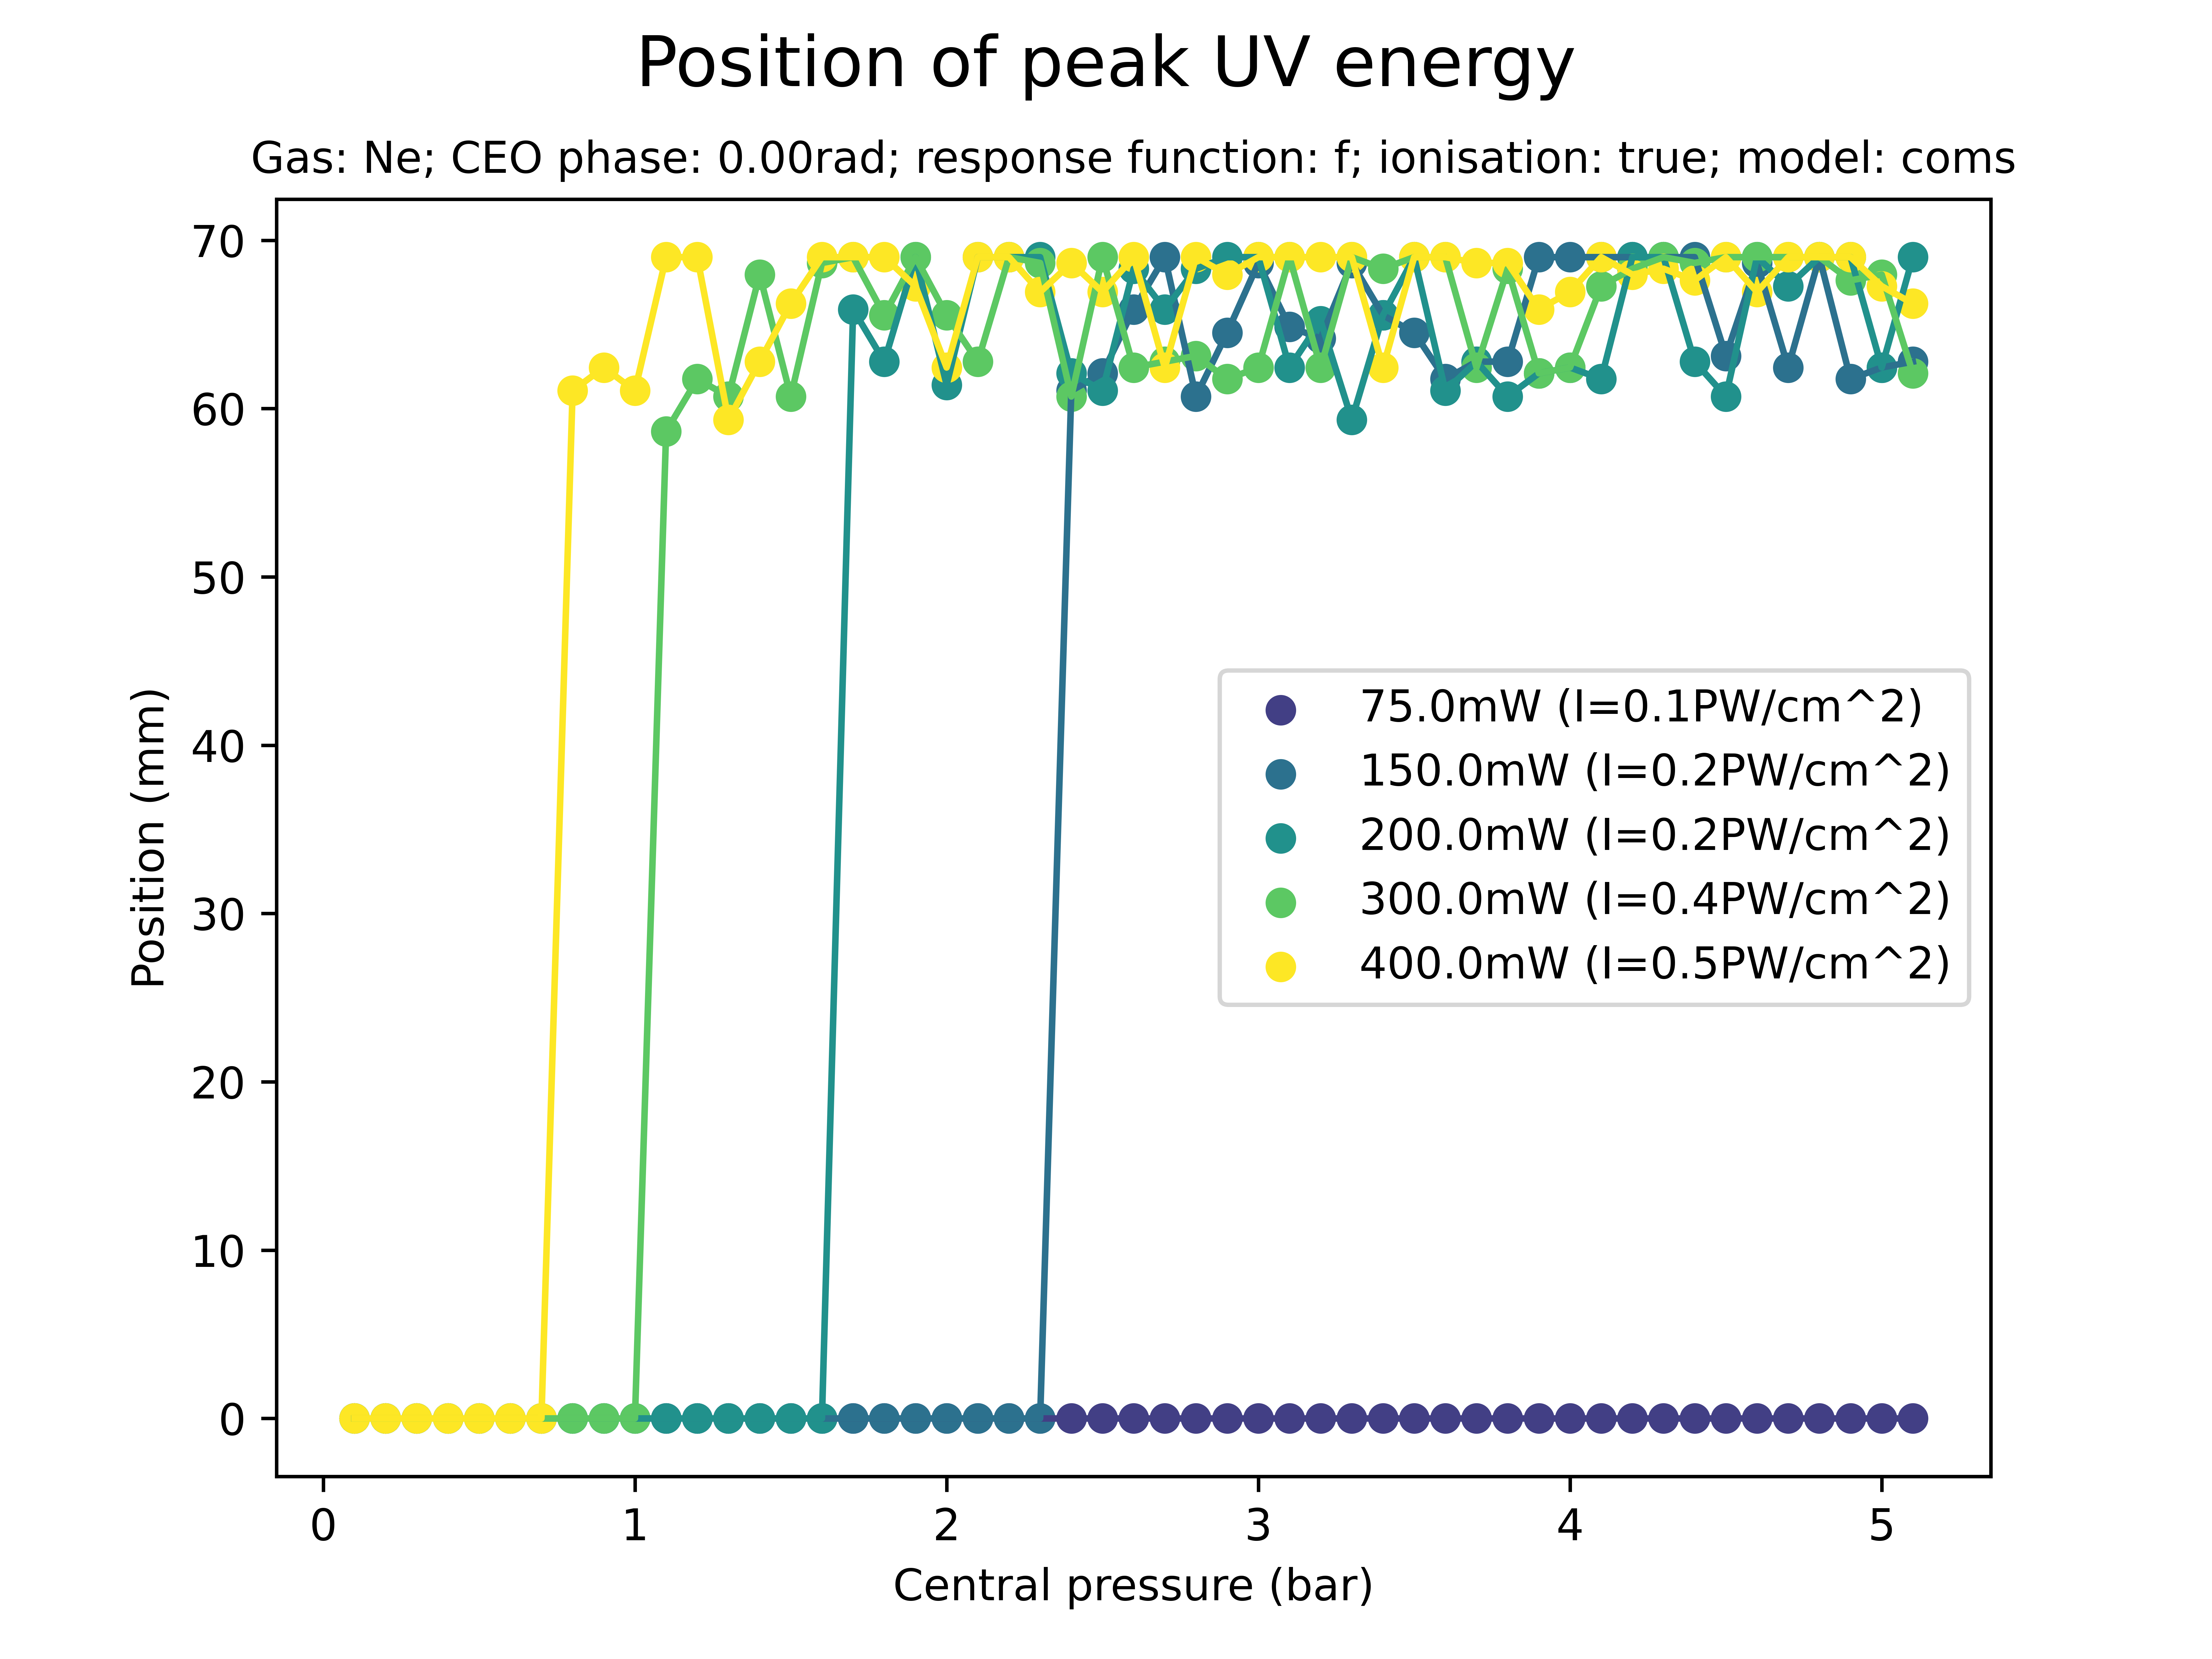 Position of peak UV energy
Gas: Ne; CEO phase: 0.00rad; response function: f; ionisation: true; model: coms
70
60
50
40
30
20
10
0
Position (mm)
75.0mW (I=0.1PW/cm^2)
150.0mW (I=0.2PW/cm^2)
200.0mW (I=0.2PW/cm^2)
300.0mW (I=0.4PW/cm^2)
400.0mW (I=0.5PW/cm^2)
0 1 2 3 4 5
Central pressure (bar)